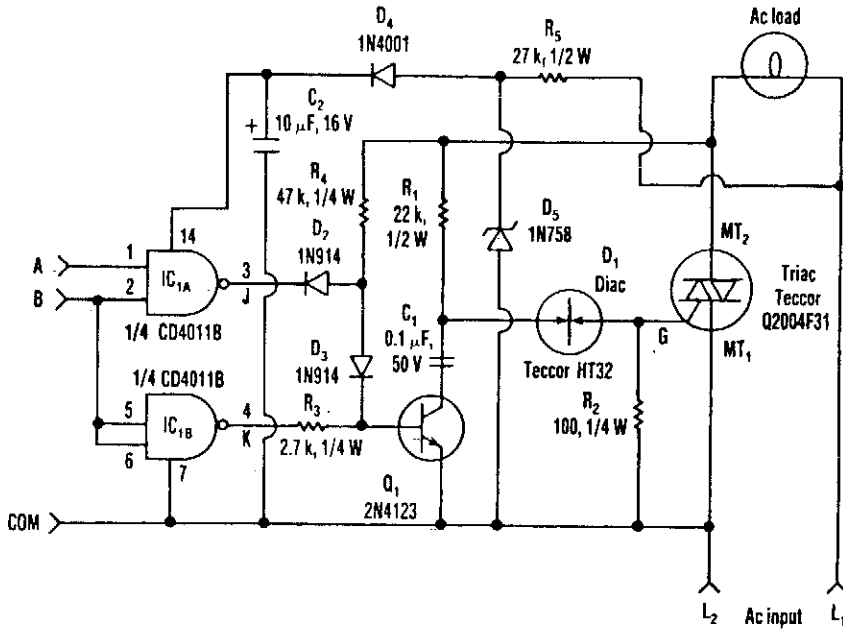 D4
1N4001
R5
27 k, 1/2 W
Ac load
C2
10 μF, 16 V
+
R4
47 k, 1/4 W
R1
22 k,
1/2 W
D5
1N758
D2
1N914
D1
Diac
MT2
Triac
Teccor
Q2004F31
MT1
G
14
A
1
B
2
IC1A
3
J
1/4 CD4011B
C1
0.1 μF,
50 V
Teccor HT32
D3
1N914
1/4 CD4011B
5
6
IC1B
4
K
7
R3
2.7 k, 1/4 W
R2
100, 1/4 W
Q1
2N4123
COM
L2
Ac input
L1